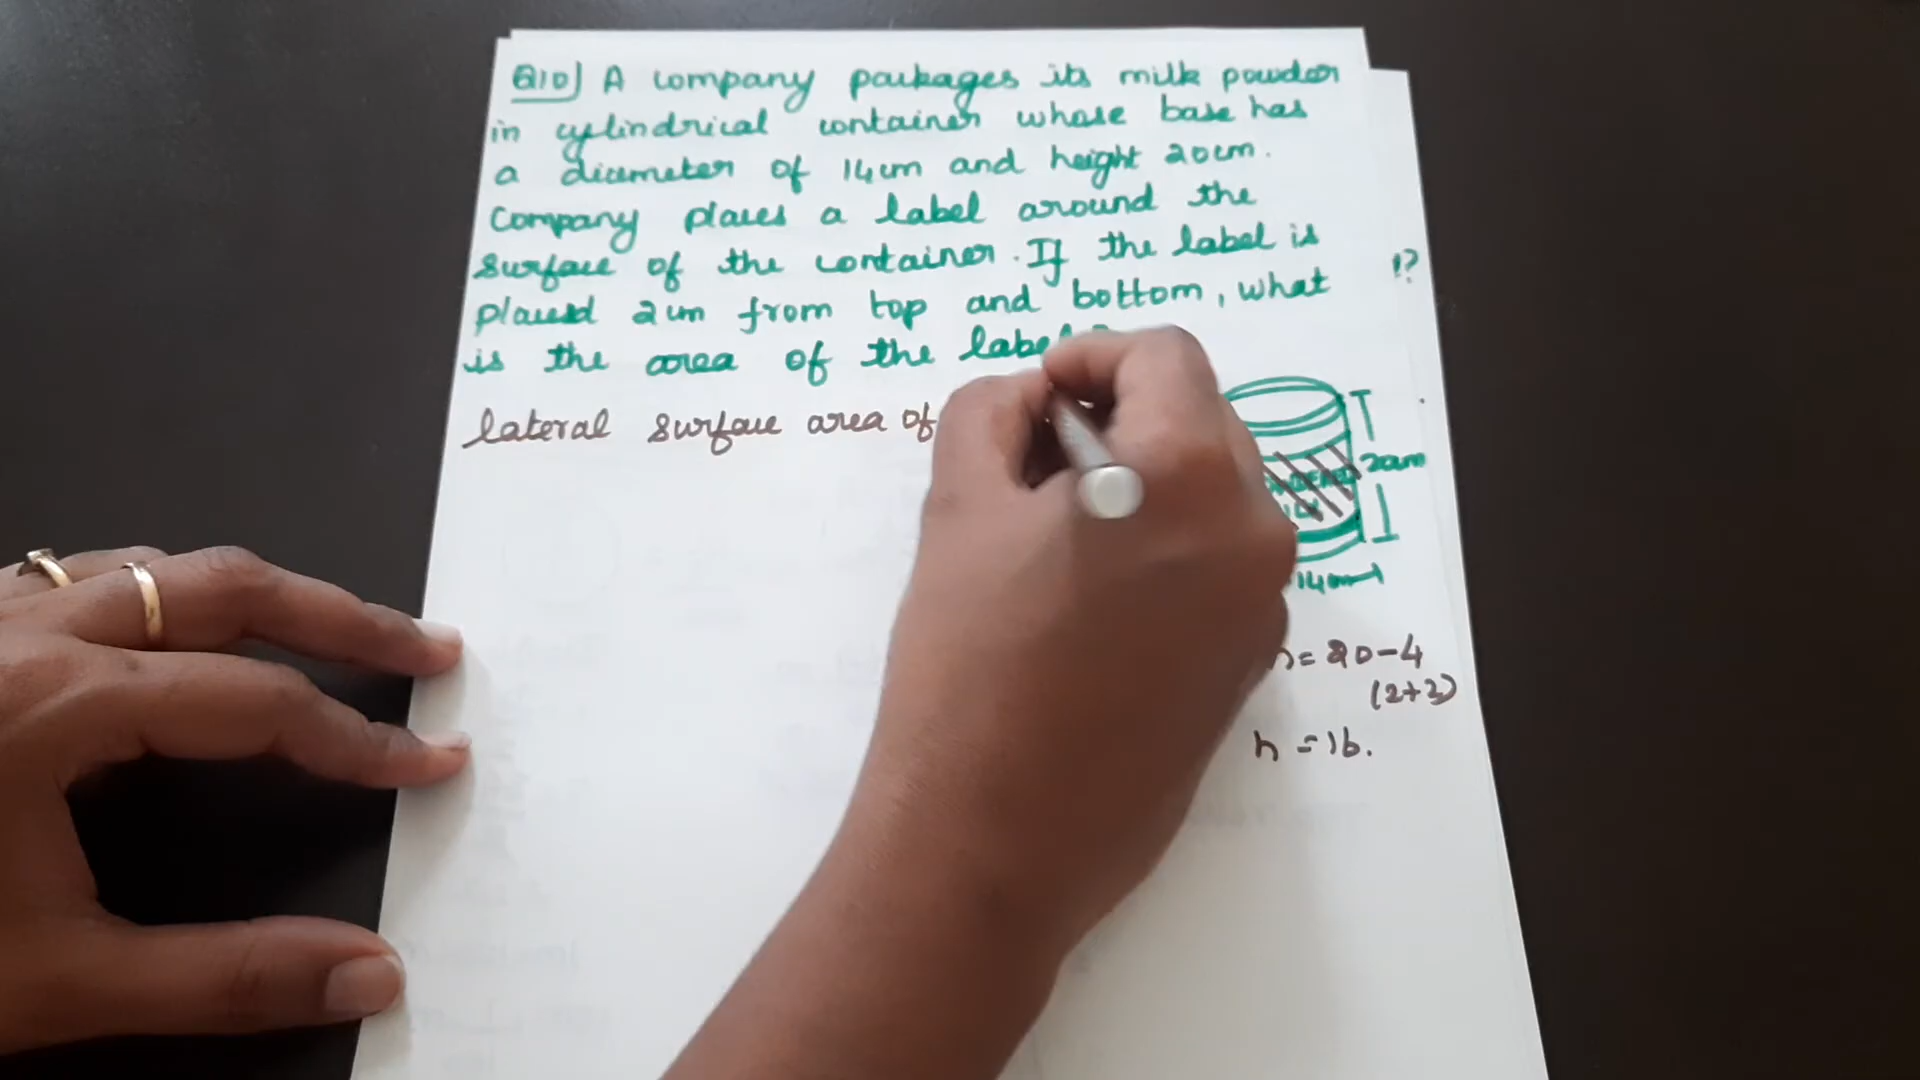 Q10) A company packages its milk powder
in cylindrical container whose base has
a diameter of 14cm and height 20cm.
Company places a label around the
surface of the container. If the label is
placed 2cm from top and bottom, what
is the area of the label
lateral surface area of
20cm
14cm
h = 20-4
(2+2)
h = 16.